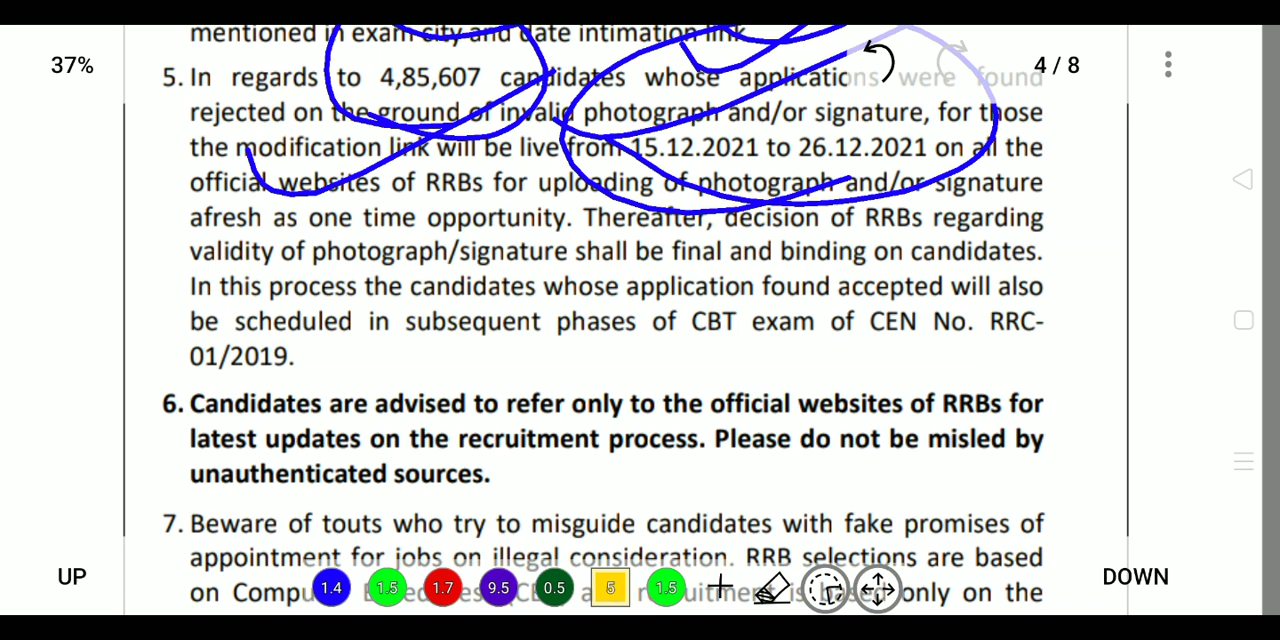 mentioned in exam city and date intimation link
37%
4 / 8
5. In regards to 4,85,607 candidates whose applications were found
rejected on the ground of invalid photograph and/or signature, for those
the modification link will be live from 15.12.2021 to 26.12.2021 on all the
official websites of RRBs for uploading of photograph and/or signature
afresh as one time opportunity. Thereafter, decision of RRBs regarding
validity of photograph/signature shall be final and binding on candidates.
In this process the candidates whose application found accepted will also
be scheduled in subsequent phases of CBT exam of CEN No. RRC-
01/2019.
6. Candidates are advised to refer only to the official websites of RRBs for
latest updates on the recruitment process. Please do not be misled by
unauthenticated sources.
7. Beware of touts who try to misguide candidates with fake promises of
appointment for jobs on illegal consideration. RRB selections are based
on only on the
UP
1.4 1.5 1.7 9.5 0.5 5 1.5
DOWN